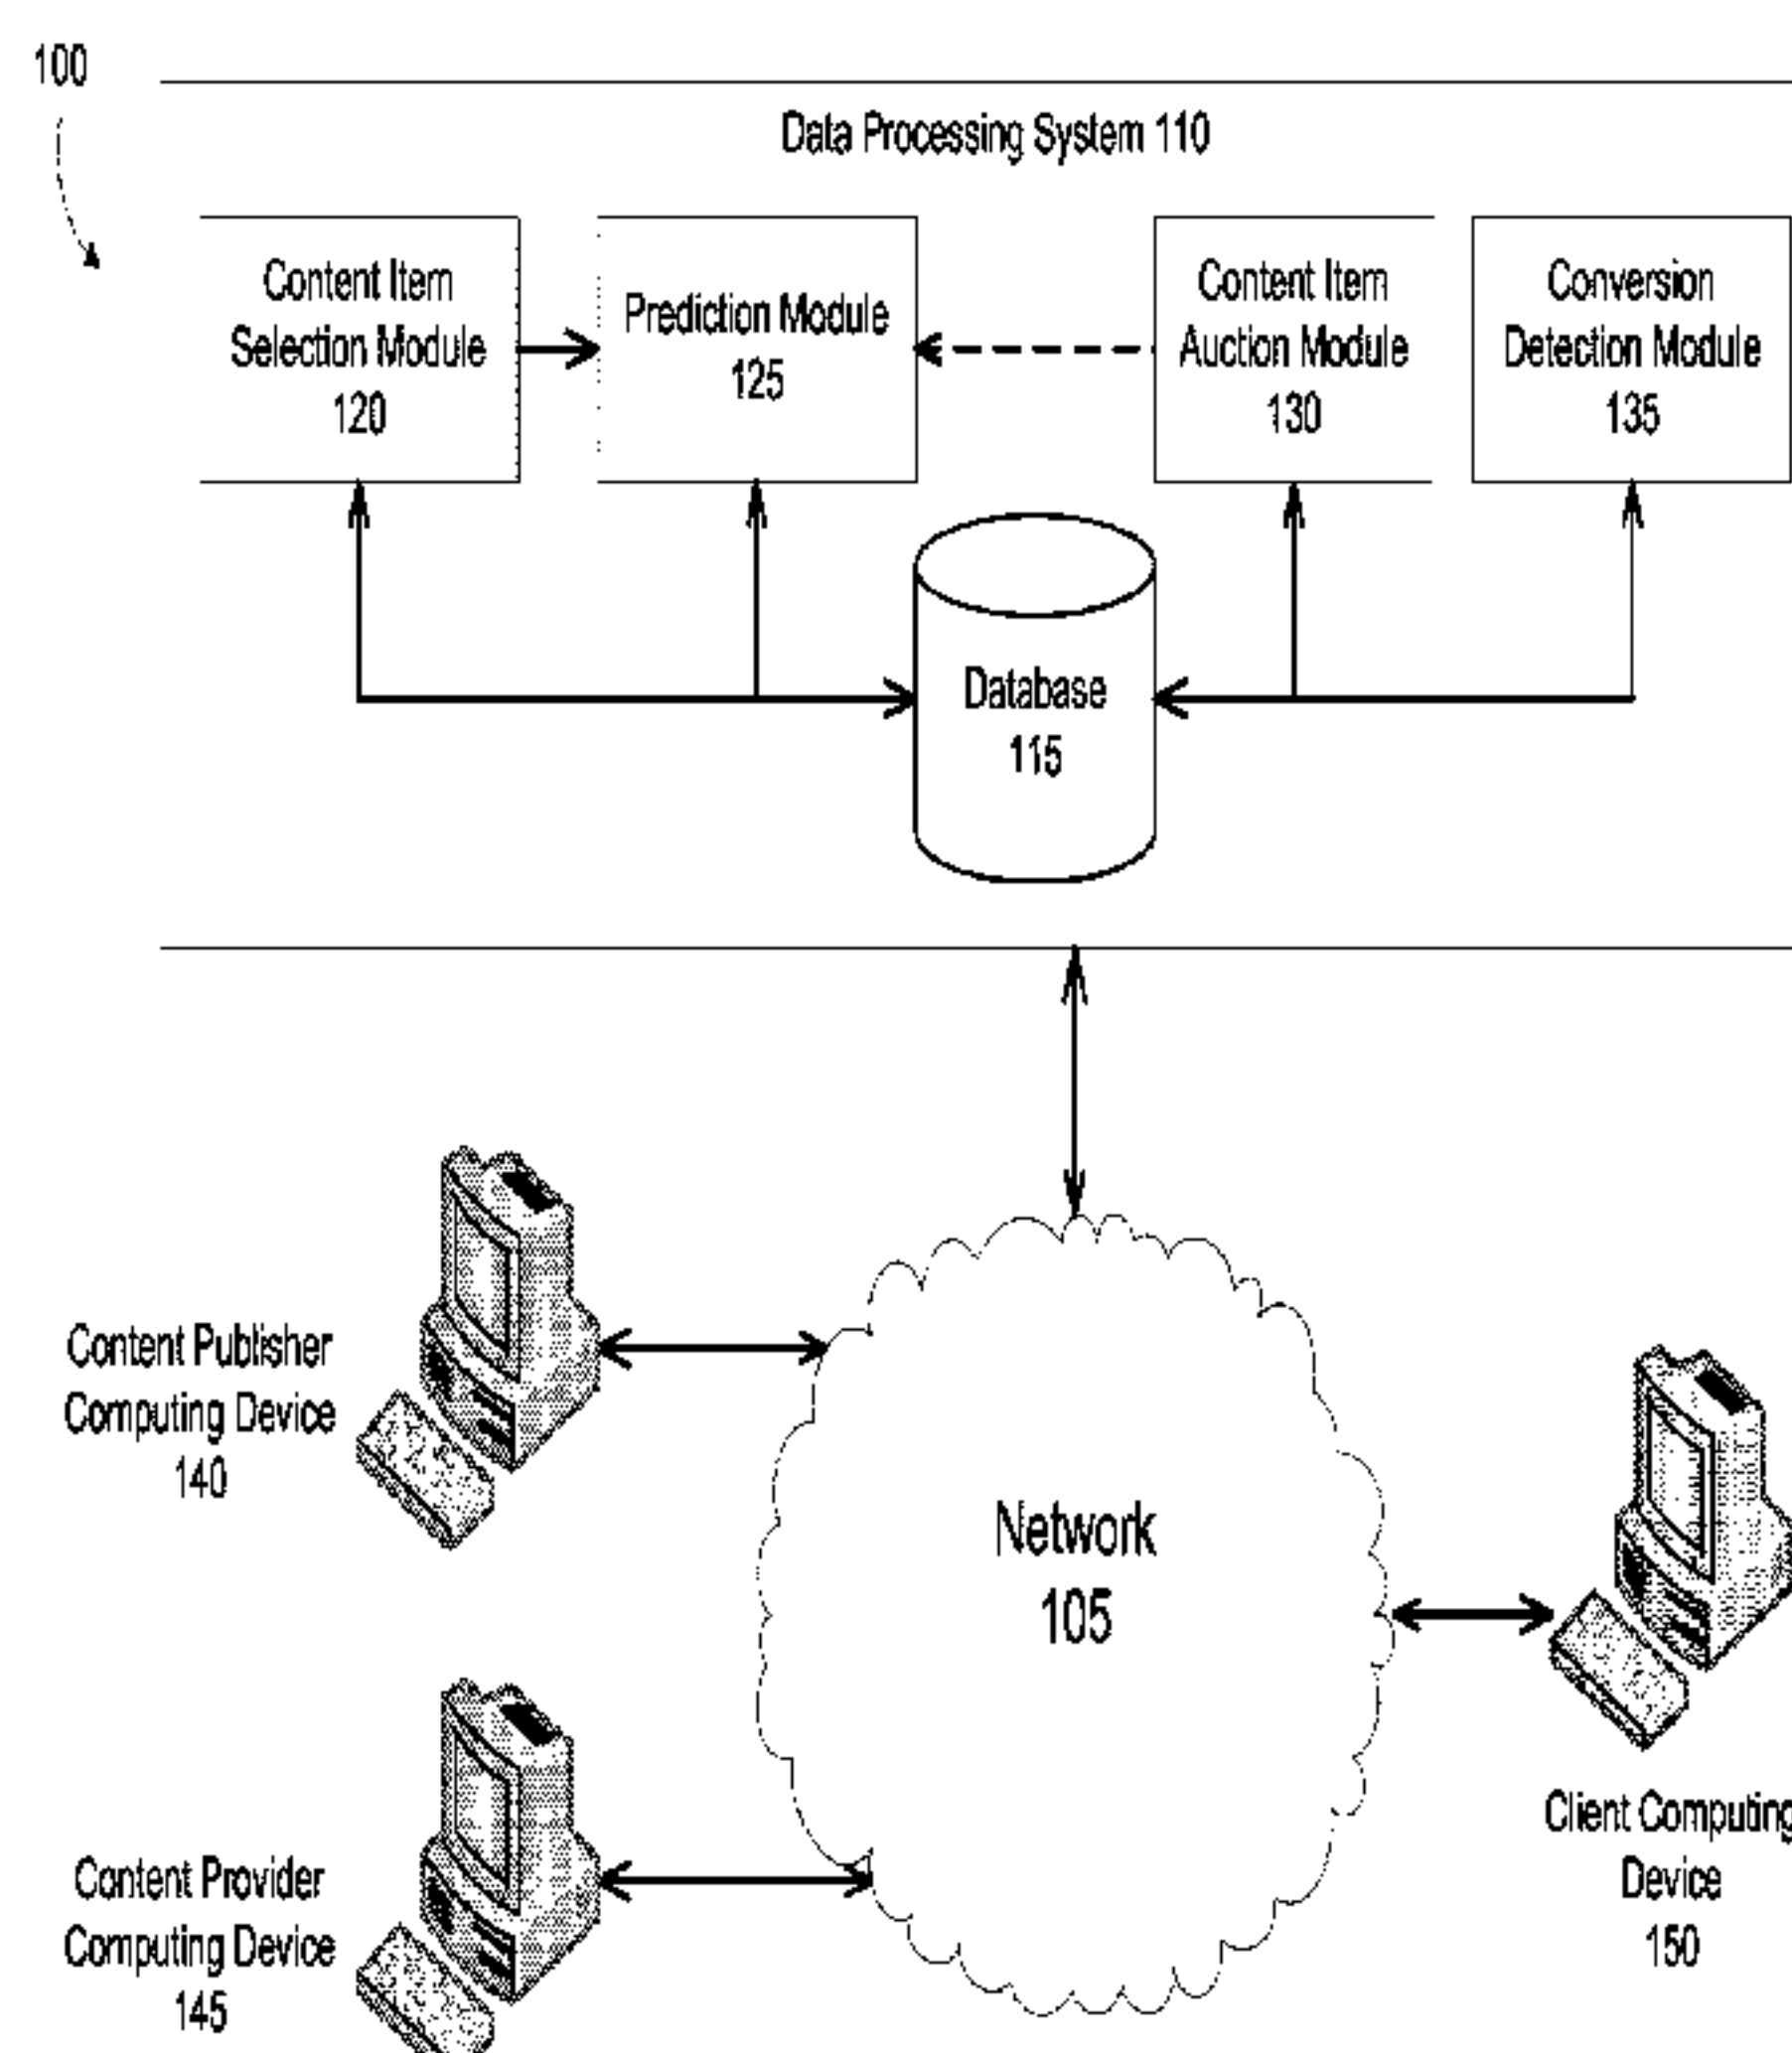 100
Data Processing System 110
Content Item
Selection Module
120
Prediction Module
125
Content Item
Auction Module
130
Conversion
Detection Module
135
Database
115
Content Publisher
Computing Device
140
Network
105
Client Computing
Device
150
Content Provider
Computing Device
145